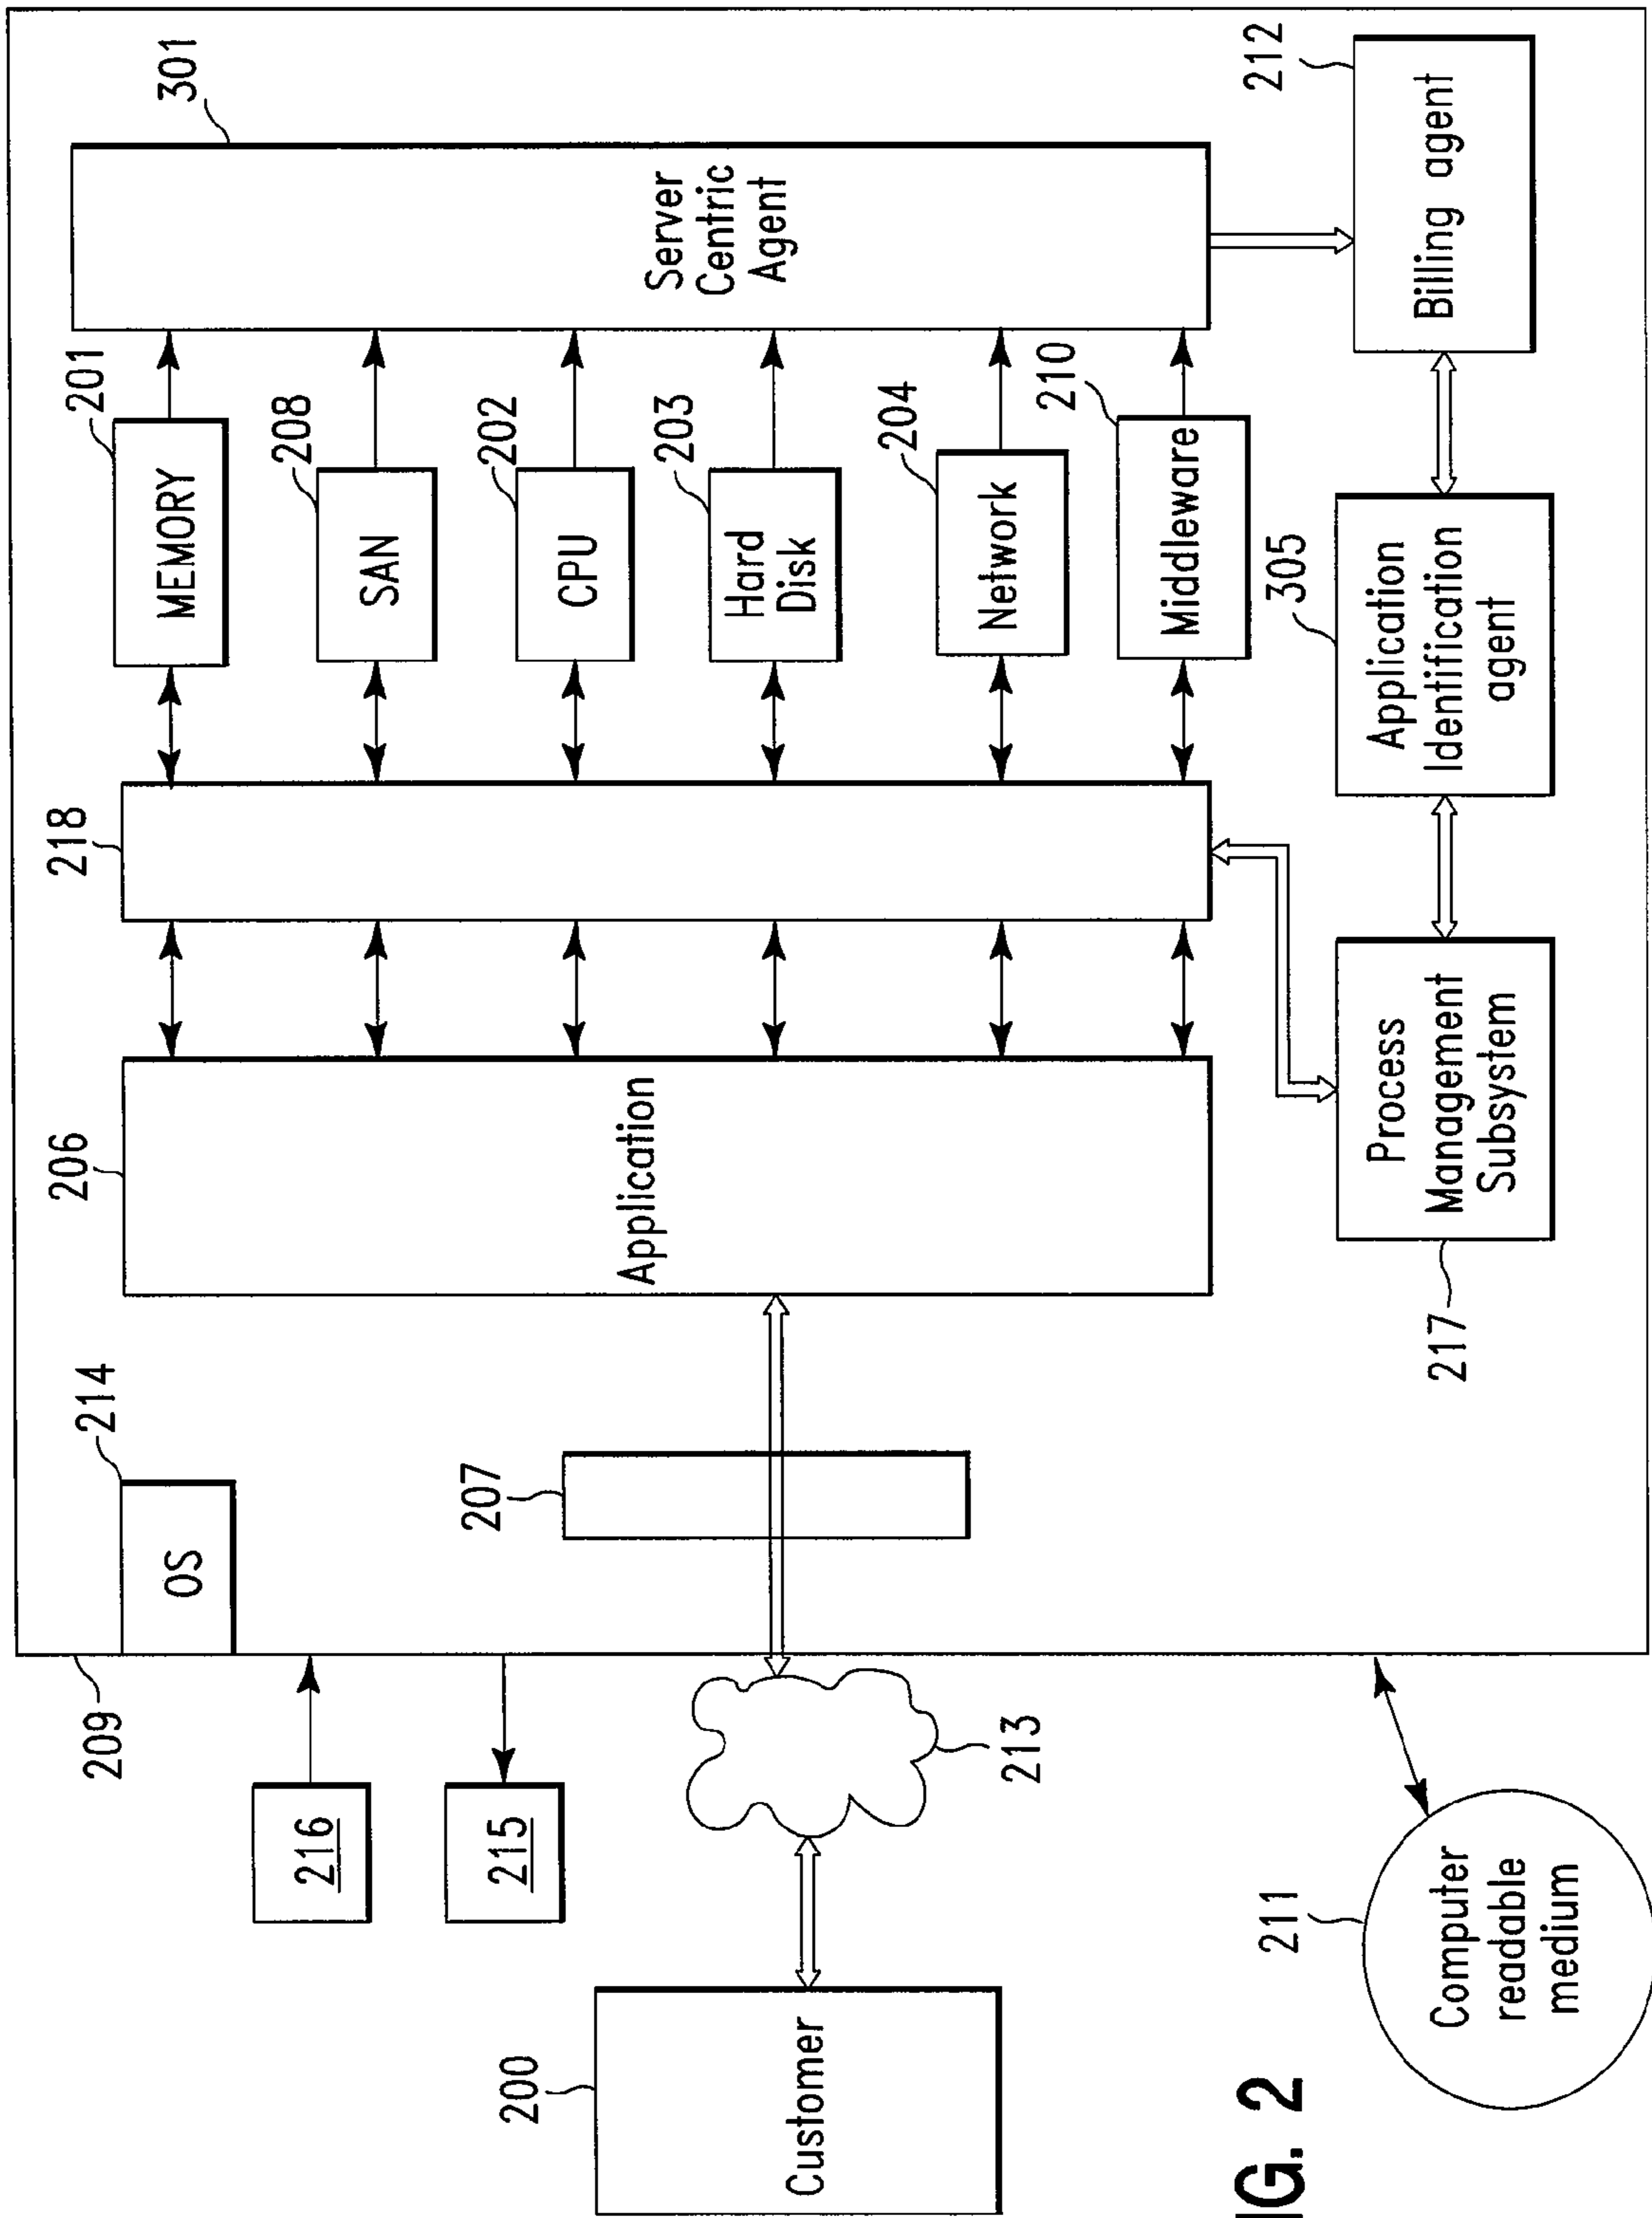 209
214
OS
216
215
200
Customer
213
207
206
Application
218
201
MEMORY
208
SAN
202
CPU
203
Hard
Disk
204
Network
210
Middleware
301
Server
Centric
Agent
211
Computer
readable
medium
217
Process
Management
Subsystem
305
Application
Identification
agent
212
Billing agent
IG. 2